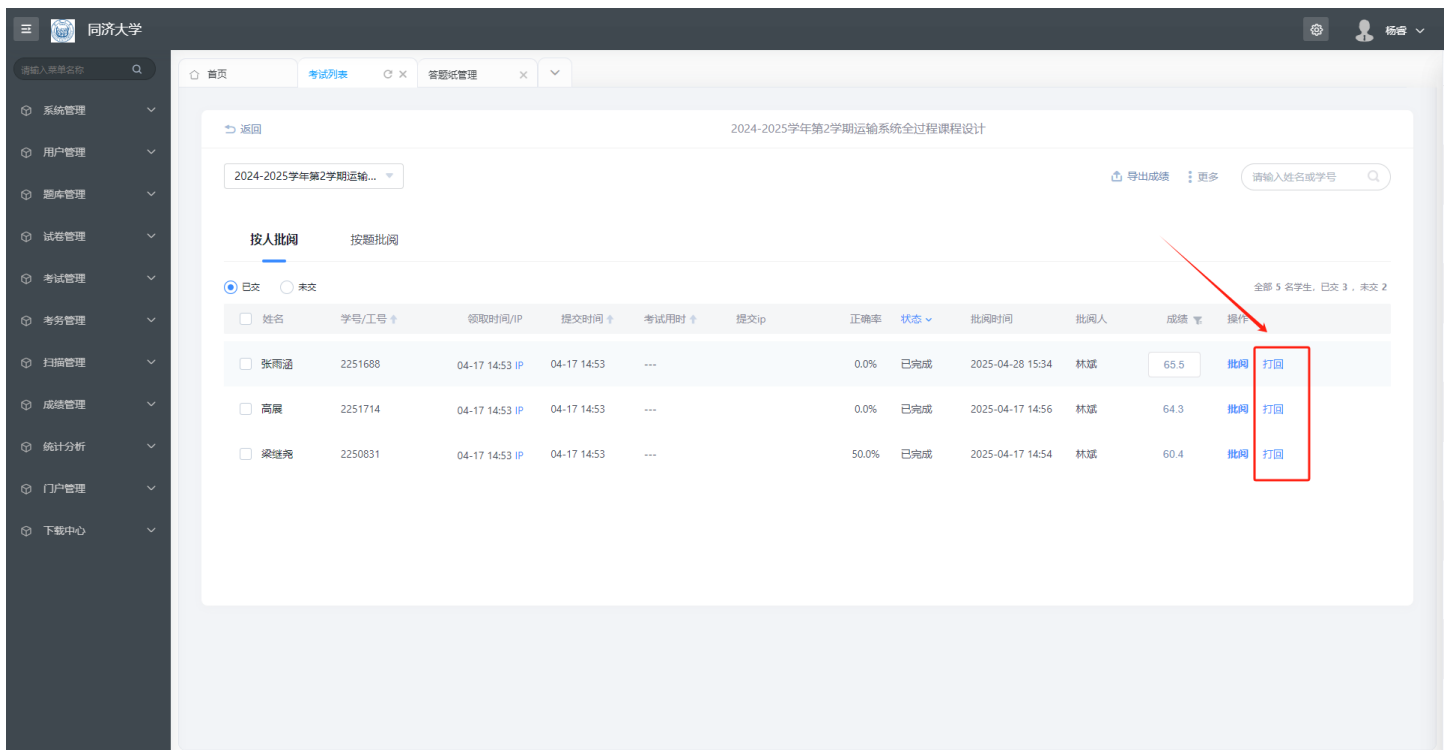 同济大学
杨睿
请输入菜单名称
首页
考试列表
答题纸管理
系统管理
用户管理
题库管理
试卷管理
考试管理
考务管理
扫描管理
成绩管理
统计分析
门户管理
下载中心
返回
2024-2025学年第2学期运输系统全过程课程设计
2024-2025学年第2学期运输...
导出成绩
更多
请输入姓名或学号
按人批阅 按题批阅
已交 未交
全部 5 名学生，已交 3 ，未交 2
姓名 学号/工号 领取时间/IP 提交时间 考试用时 提交ip 正确率 状态 批阅时间 批阅人 成绩 操作
张雨涵 2251688 04-17 14:53 IP 04-17 14:53 --- 0.0% 已完成 2025-04-28 15:34 林斌 65.5 批阅 打回
高展 2251714 04-17 14:53 IP 04-17 14:53 --- 0.0% 已完成 2025-04-17 14:56 林斌 64.3 批阅 打回
梁继尧 2250831 04-17 14:53 IP 04-17 14:53 --- 50.0% 已完成 2025-04-17 14:54 林斌 60.4 批阅 打回